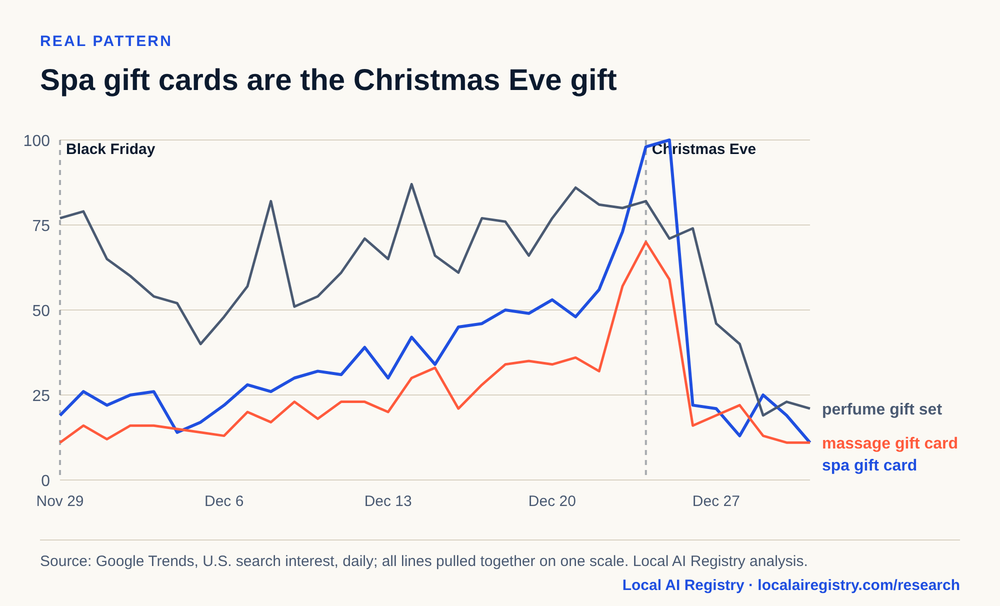 REAL PATTERN
Spa gift cards are the Christmas Eve gift
100
Black Friday
Christmas Eve
75
50
25
0
perfume gift set
massage gift card
spa gift card
Nov 29
Dec 6
Dec 13
Dec 20
Dec 27
Source: Google Trends, U.S. search interest, daily; all lines pulled together on one scale. Local AI Registry analysis.
Local AI Registry · localairegistry.com/research